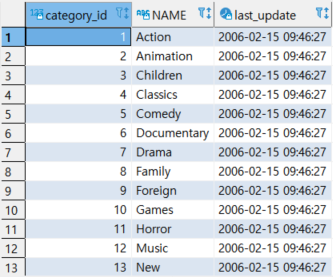 123 category_id ABC NAME last_update
1 1 Action 2006-02-15 09:46:27
2 2 Animation 2006-02-15 09:46:27
3 3 Children 2006-02-15 09:46:27
4 4 Classics 2006-02-15 09:46:27
5 5 Comedy 2006-02-15 09:46:27
6 6 Documentary 2006-02-15 09:46:27
7 7 Drama 2006-02-15 09:46:27
8 8 Family 2006-02-15 09:46:27
9 9 Foreign 2006-02-15 09:46:27
10 10 Games 2006-02-15 09:46:27
11 11 Horror 2006-02-15 09:46:27
12 12 Music 2006-02-15 09:46:27
13 13 New 2006-02-15 09:46:27